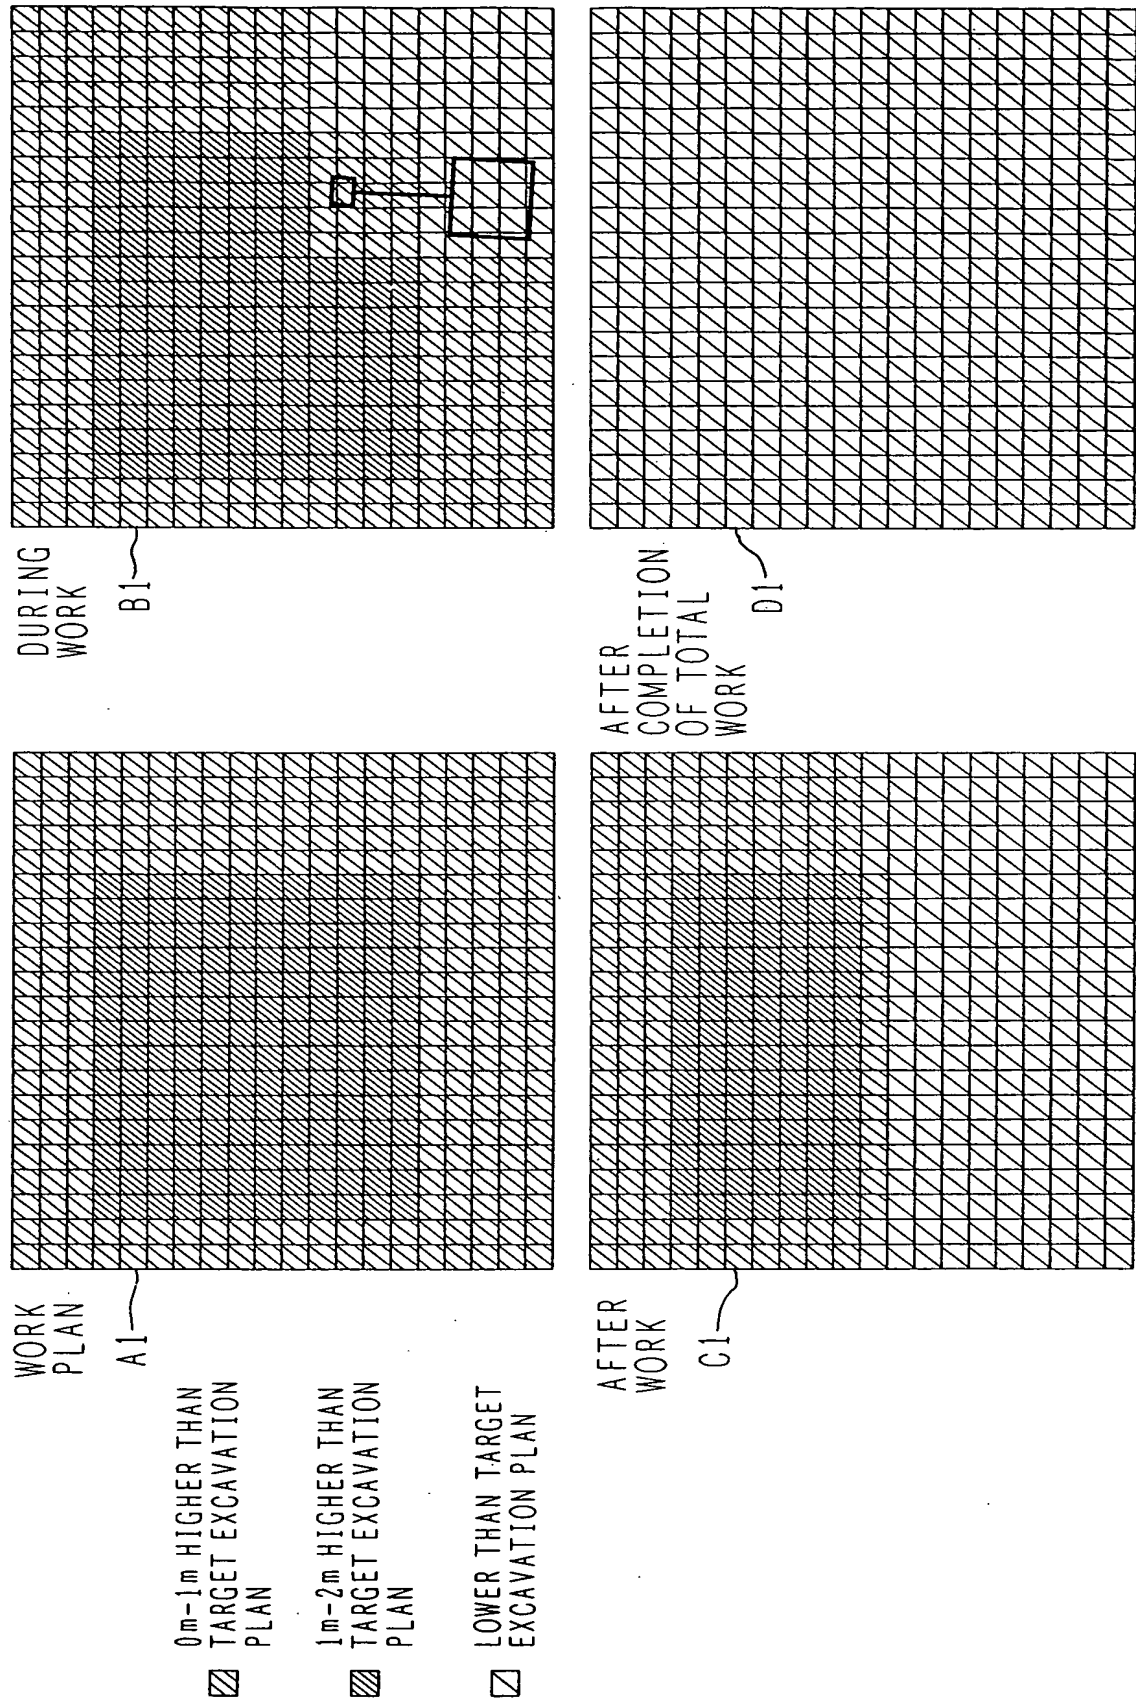 WORK
PLAN
A1
DURING
WORK
B1
0m-1m HIGHER THAN
TARGET EXCAVATION
PLAN
1m-2m HIGHER THAN
TARGET EXCAVATION
PLAN
LOWER THAN TARGET
EXCAVATION PLAN
AFTER
WORK
C1
AFTER
COMPLETION
OF TOTAL
WORK
D1